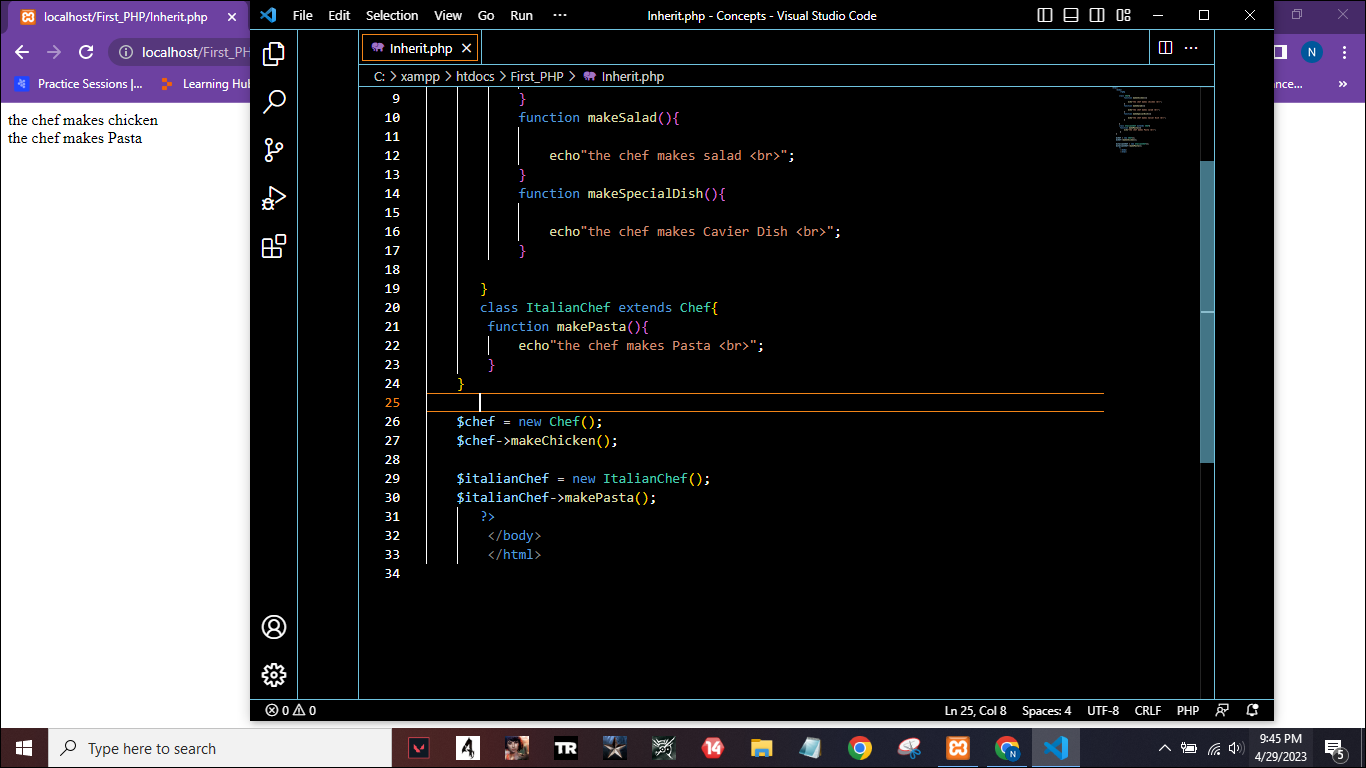 localhost/First_PHP/Inherit.php
localhost/First_PH
Practice Sessions |...
Learning Hu
the chef makes chicken
the chef makes Pasta
File Edit Selection View Go Run ···
Inherit.php - Concepts - Visual Studio Code
Inherit.php
C: > xampp > htdocs > First_PHP > Inherit.php
9 }
10 function makeSalad(){
11
12 echo"the chef makes salad <br>";
13 }
14 function makeSpecialDish(){
15
16 echo"the chef makes Cavier Dish <br>";
17 }
18
19 }
20 class ItalianChef extends Chef{
21 function makePasta(){
22 echo"the chef makes Pasta <br>";
23 }
24 }
25
26 $chef = new Chef();
27 $chef->makeChicken();
28
29 $italianChef = new ItalianChef();
30 $italianChef->makePasta();
31 ?>
32 </body>
33 </html>
34
N
nce...
»
0 0
Ln 25, Col 8 Spaces: 4 UTF-8 CRLF PHP
Type here to search
TR
14
N
9:45 PM
4/29/2023
5